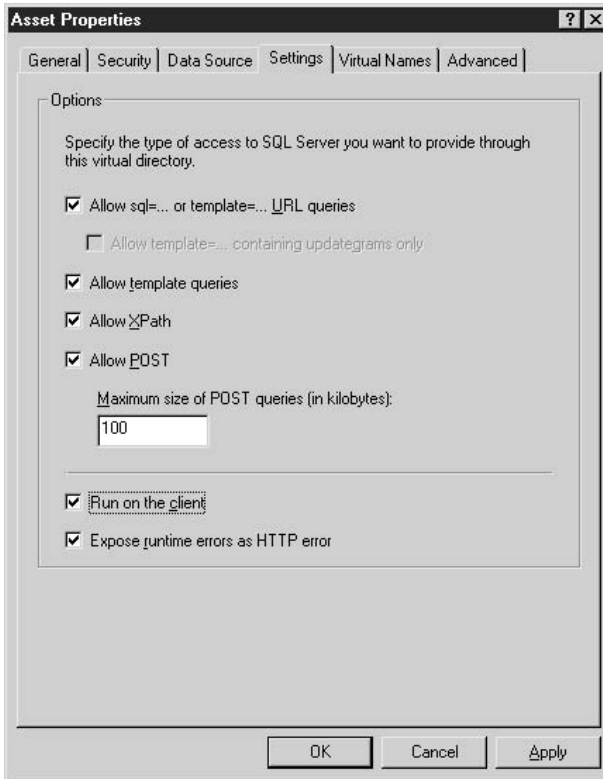 Asset Properties
General Security Data Source Settings Virtual Names Advanced
Options
Specify the type of access to SQL Server you want to provide through
this virtual directory.
Allow sql=... or template=... URL queries
Allow template=... containing updategrams only
Allow template queries
Allow XPath
Allow POST
Maximum size of POST queries (in kilobytes):
100
Run on the client
Expose runtime errors as HTTP error
OK Cancel Apply